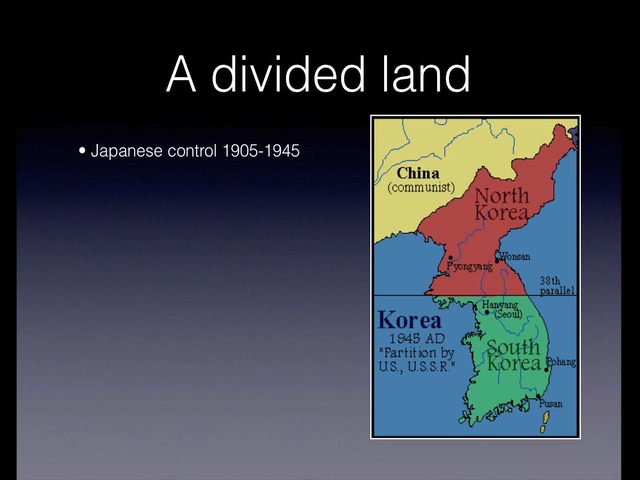 A divided land
• Japanese control 1905-1945
China
(communist)
North
Korea
Wonsan
Pyongyang
38th
parallel
Hanyang
(Seoul)
Korea
1945 AD
"Partition by
U.S., U.S.S.R."
South
Korea
Pohang
Pusan